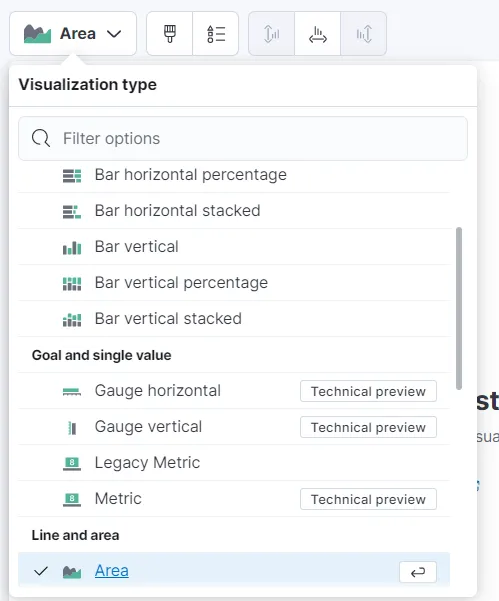 Area
Visualization type
Filter options
Bar horizontal percentage
Bar horizontal stacked
Bar vertical
Bar vertical percentage
Bar vertical stacked
Goal and single value
Gauge horizontal Technical preview
Gauge vertical Technical preview
Legacy Metric
Metric Technical preview
Line and area
Area